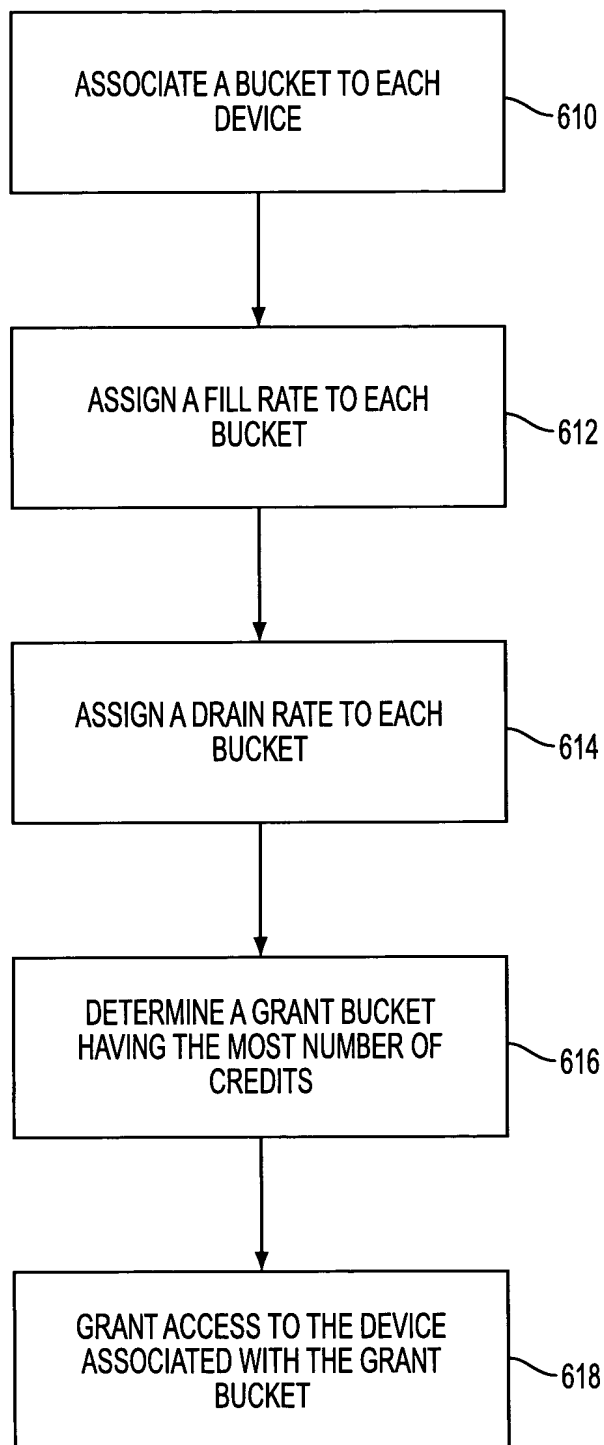 ASSOCIATE A BUCKET TO EACH
DEVICE
610
ASSIGN A FILL RATE TO EACH
BUCKET
612
ASSIGN A DRAIN RATE TO EACH
BUCKET
614
DETERMINE A GRANT BUCKET
HAVING THE MOST NUMBER OF
CREDITS
616
GRANT ACCESS TO THE DEVICE
ASSOCIATED WITH THE GRANT
BUCKET
618